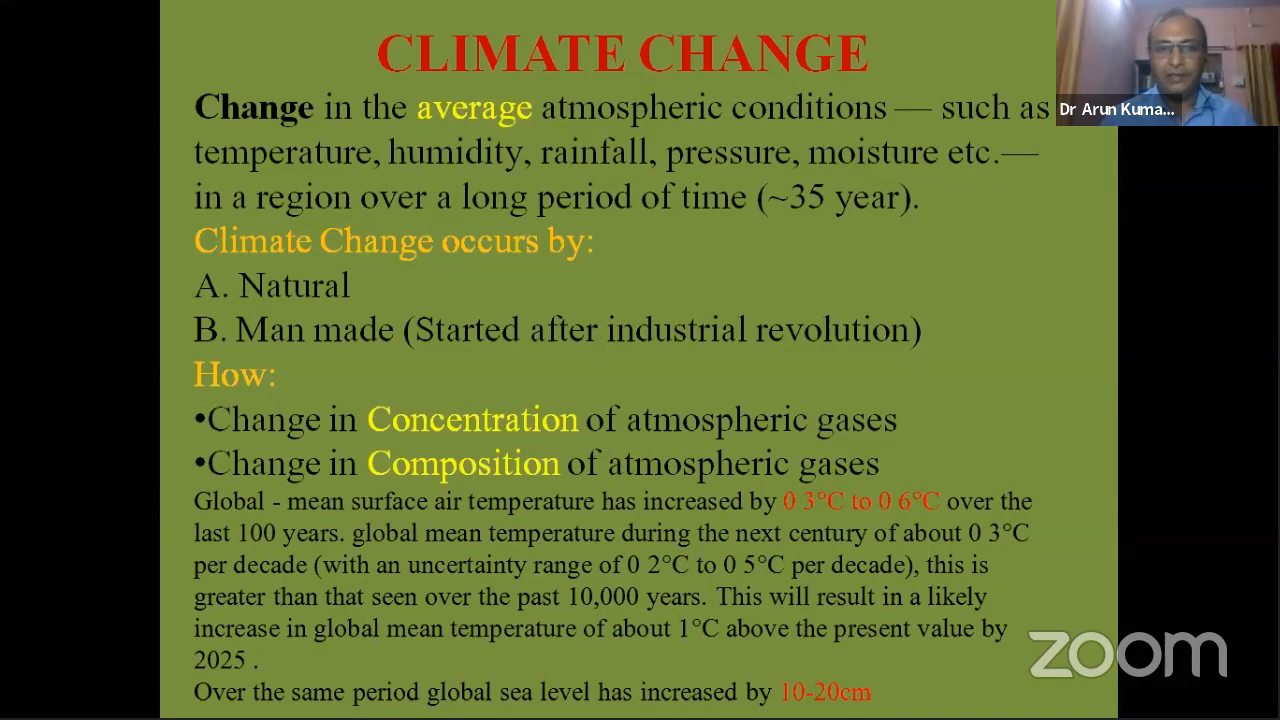 CLIMATE CHANGE
Change in the average atmospheric conditions — such as
temperature, humidity, rainfall, pressure, moisture etc.—
in a region over a long period of time (~35 year).
Climate Change occurs by:
A. Natural
B. Man made (Started after industrial revolution)
How:
•Change in Concentration of atmospheric gases
•Change in Composition of atmospheric gases
Global - mean surface air temperature has increased by 0 3°C to 0 6°C over the
last 100 years. global mean temperature during the next century of about 0 3°C
per decade (with an uncertainty range of 0 2°C to 0 5°C per decade), this is
greater than that seen over the past 10,000 years. This will result in a likely
increase in global mean temperature of about 1°C above the present value by
2025 .
Over the same period global sea level has increased by 10-20cm
Dr Arun Kuma...
zoom